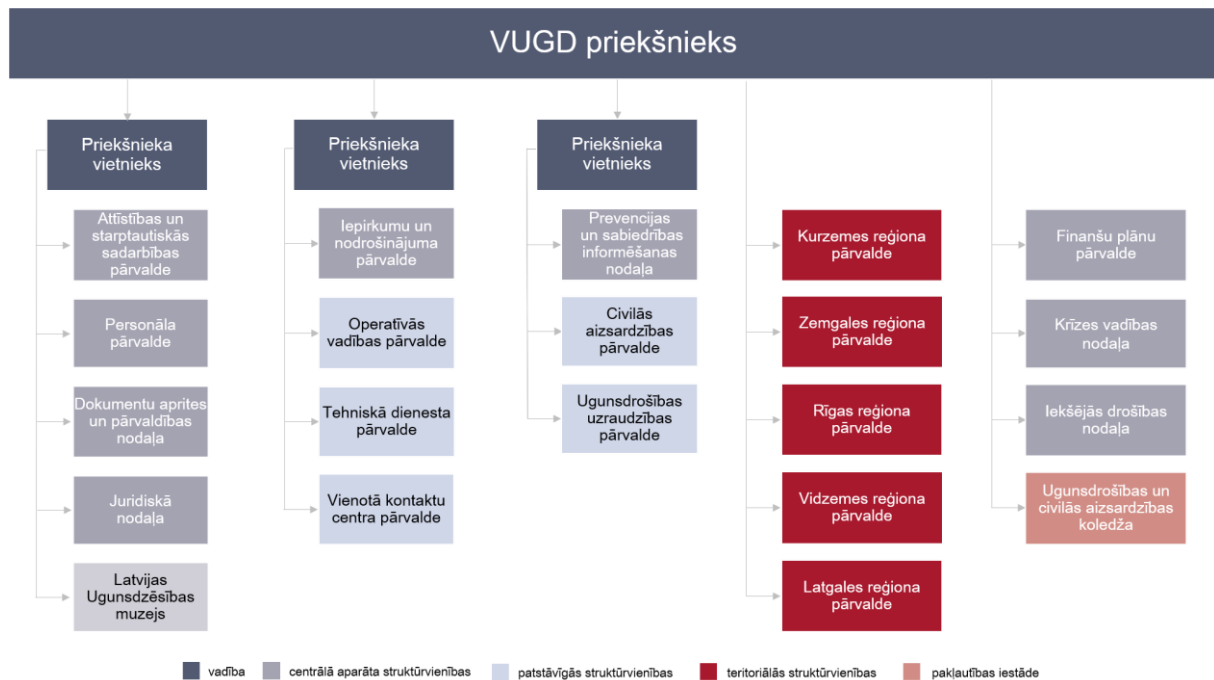 VUGD priekšnieks
Priekšnieka
vietnieks
Attīstības un
starptautiskās
sadarbības
pārvalde
Personāla
pārvalde
Dokumentu aprites
un pārvaldības
nodaļa
Juridiskā
nodaļa
Latvijas
Ugunsdzēsības
muzejs
Priekšnieka
vietnieks
Iepirkumu un
nodrošinājuma
pārvalde
Operatīvās
vadības pārvalde
Tehniskā dienesta
pārvalde
Vienotā kontaktu
centra pārvalde
Priekšnieka
vietnieks
Prevencijas
un sabiedrības
informēšanas
nodaļa
Civilās
aizsardzības
pārvalde
Ugunsdrošības
uzraudzības
pārvalde
Kurzemes reģiona
pārvalde
Zemgales reģiona
pārvalde
Rīgas reģiona
pārvalde
Vidzemes reģiona
pārvalde
Latgales reģiona
pārvalde
Finanšu plānu
pārvalde
Krīzes vadības
nodaļa
Iekšējās drošības
nodaļa
Ugunsdrošības un
civilās aizsardzības
koledža
vadība
centrālā aparāta struktūrvienības
patstāvīgās struktūrvienības
teritoriālās struktūrvienības
pakļautības iestāde